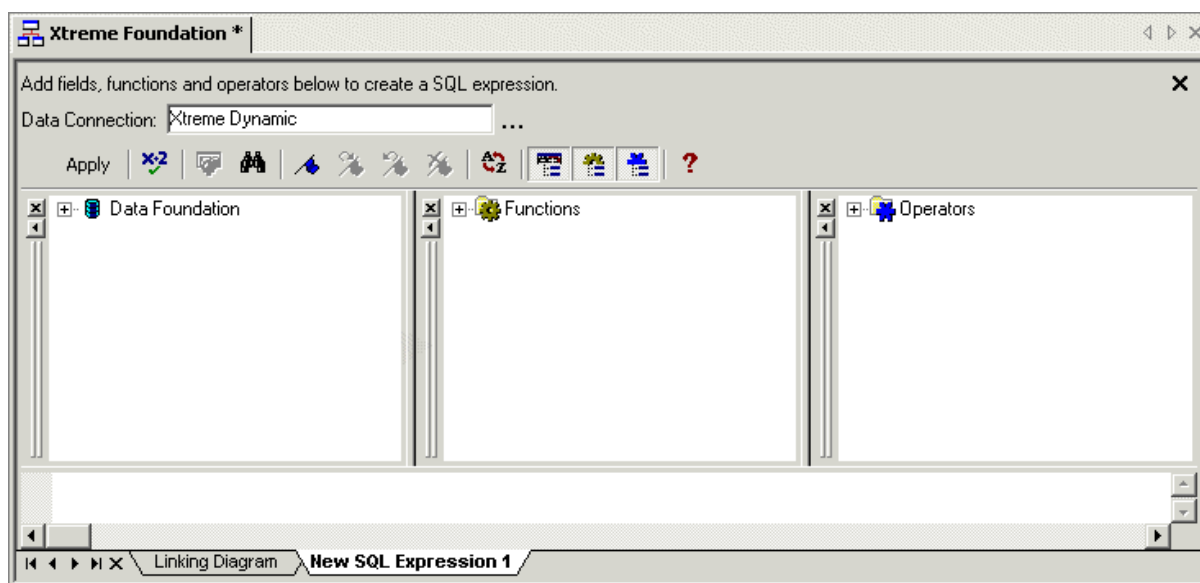 Xtreme Foundation *
Add fields, functions and operators below to create a SQL expression.
Data Connection: Xtreme Dynamic ...
Apply X+2 A Z ?
Data Foundation Functions Operators
Linking Diagram New SQL Expression 1